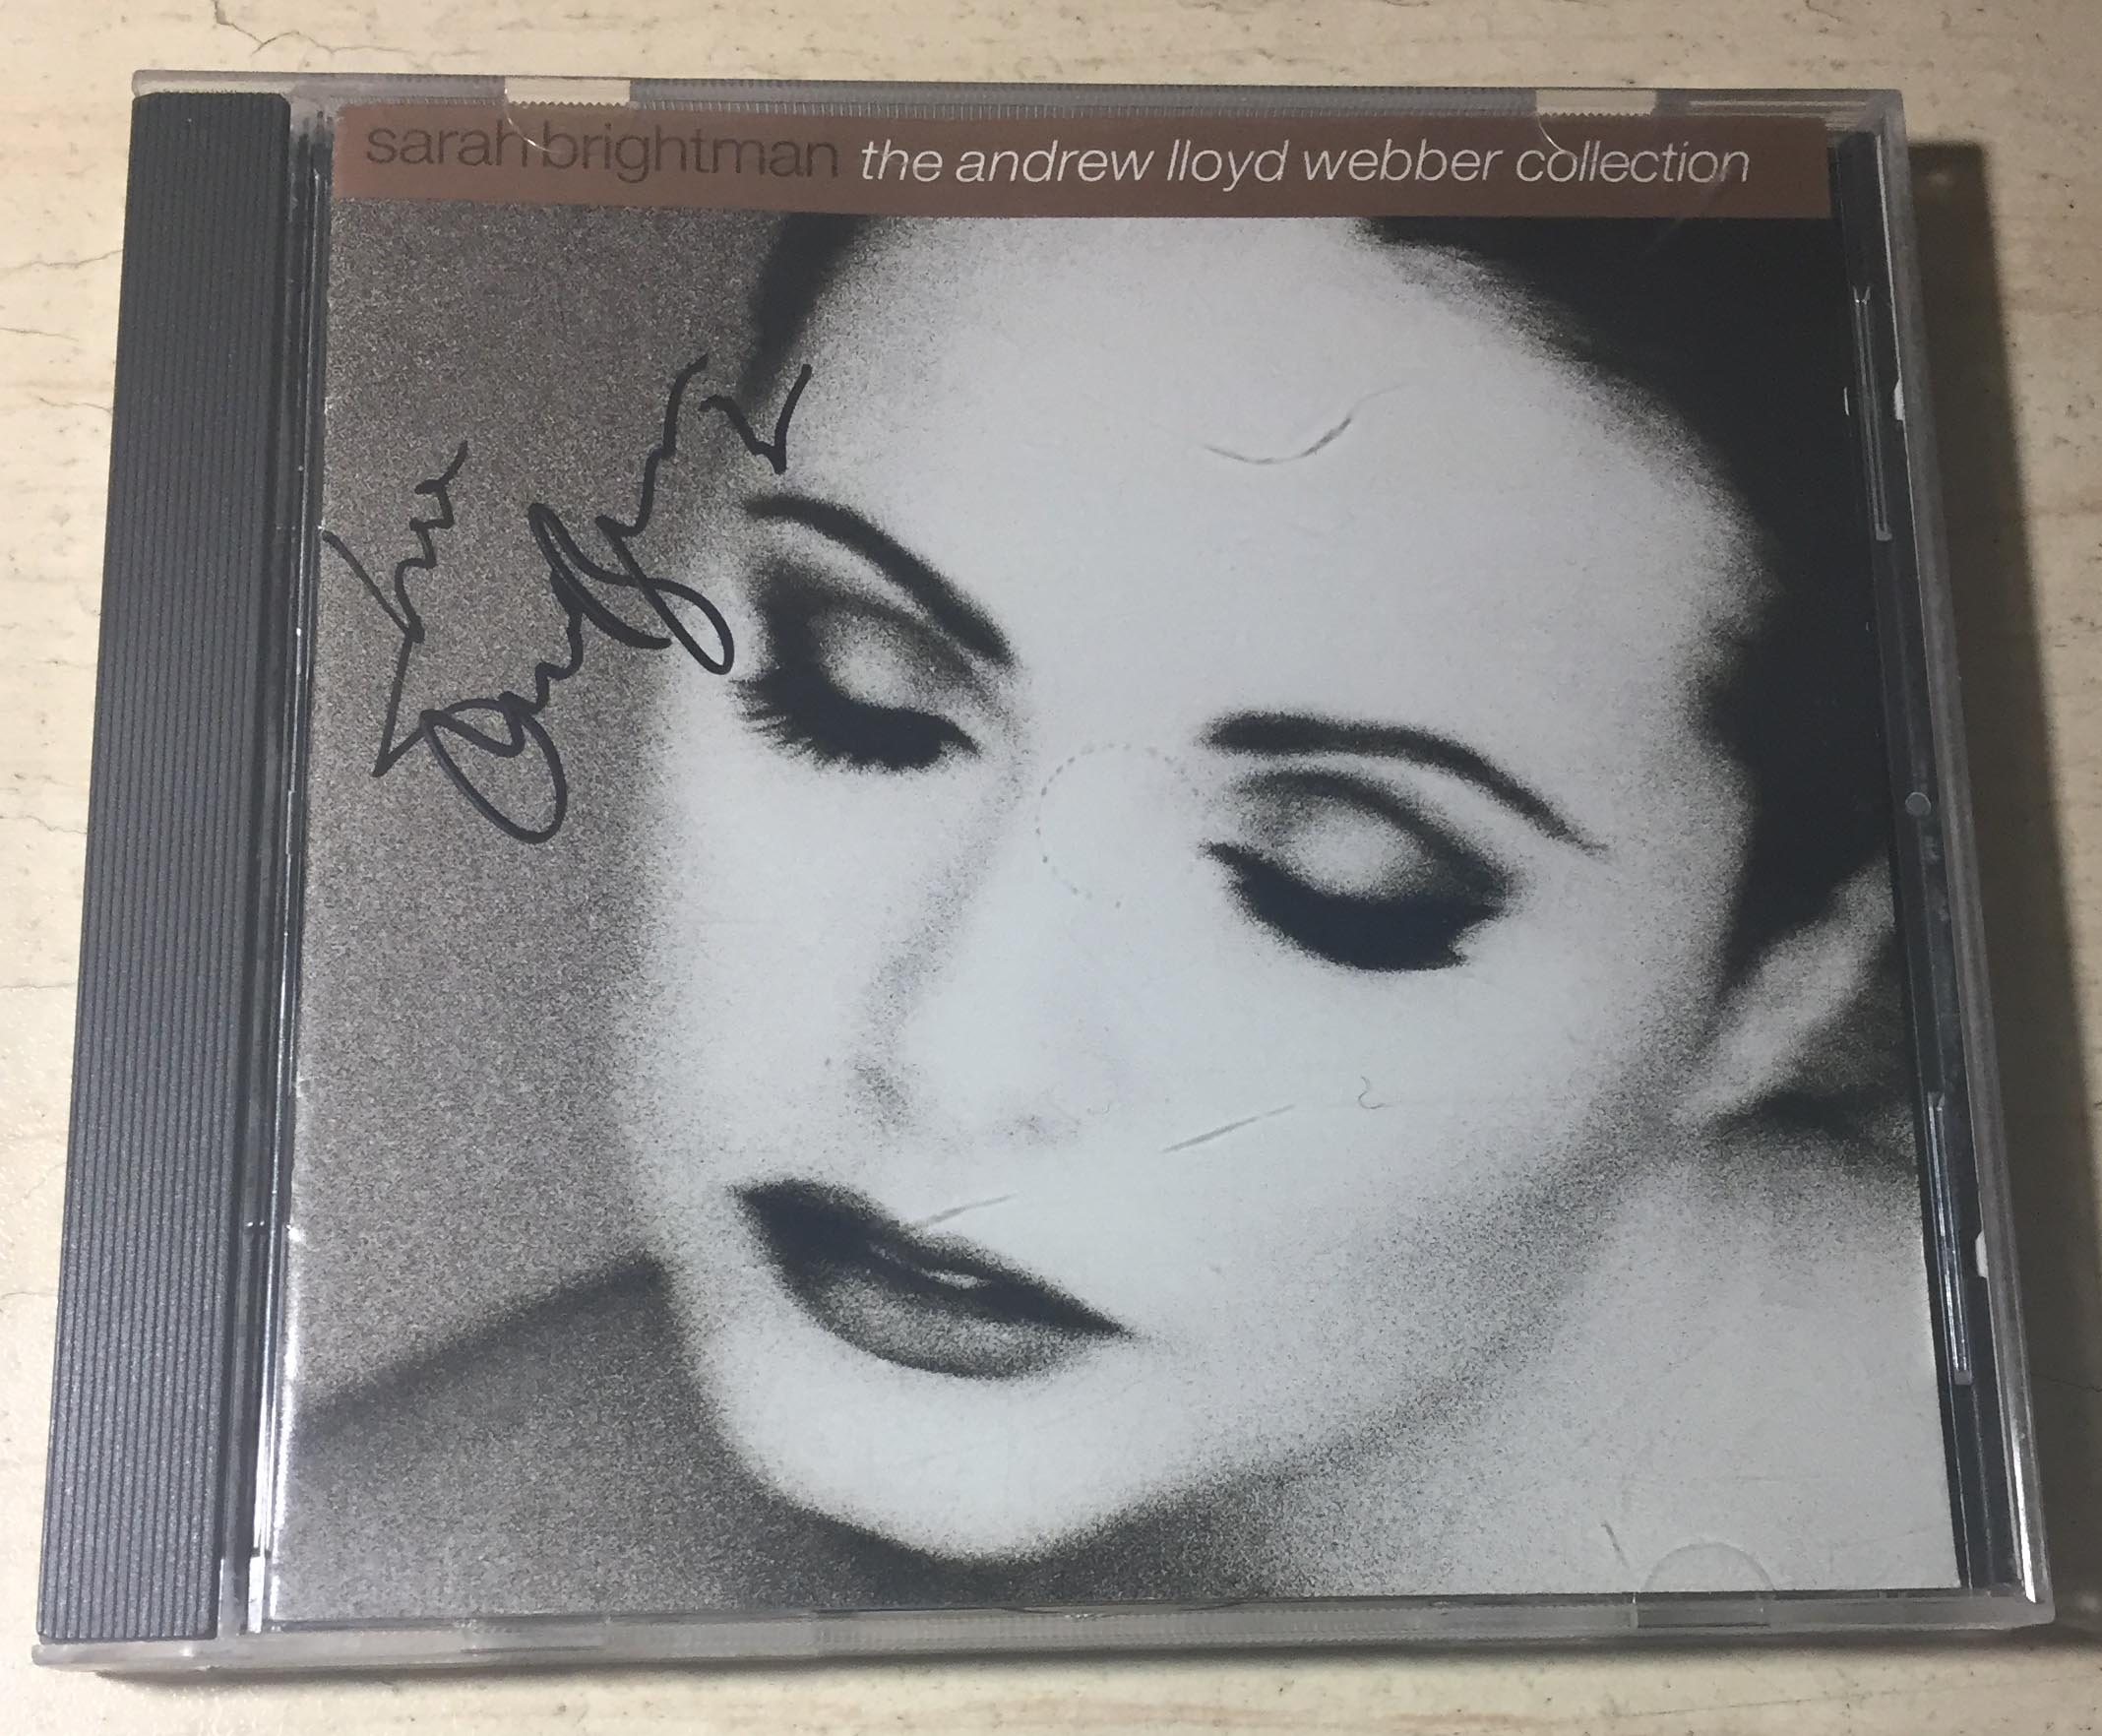 sarah brightman the andrew lloyd webber collection